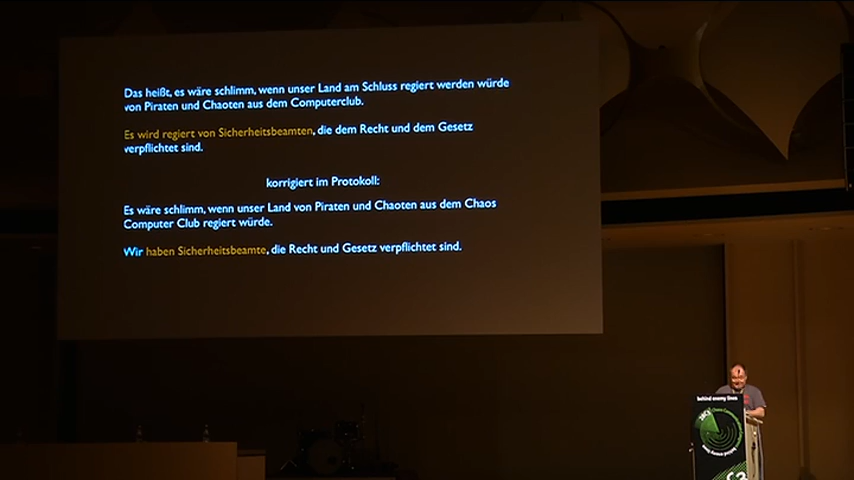 Das heißt, es wäre schlimm, wenn unser Land am Schluss regiert werden würde
von Piraten und Chaoten aus dem Computerclub.
Es wird regiert von Sicherheitsbeamten, die dem Recht und dem Gesetz
verpflichtet sind.
korrigiert im Protokoll:
Es wäre schlimm, wenn unser Land von Piraten und Chaoten aus dem Chaos
Computer Club regiert würde.
Wir haben Sicherheitsbeamte, die Recht und Gesetz verpflichtet sind.
behind enemy lines